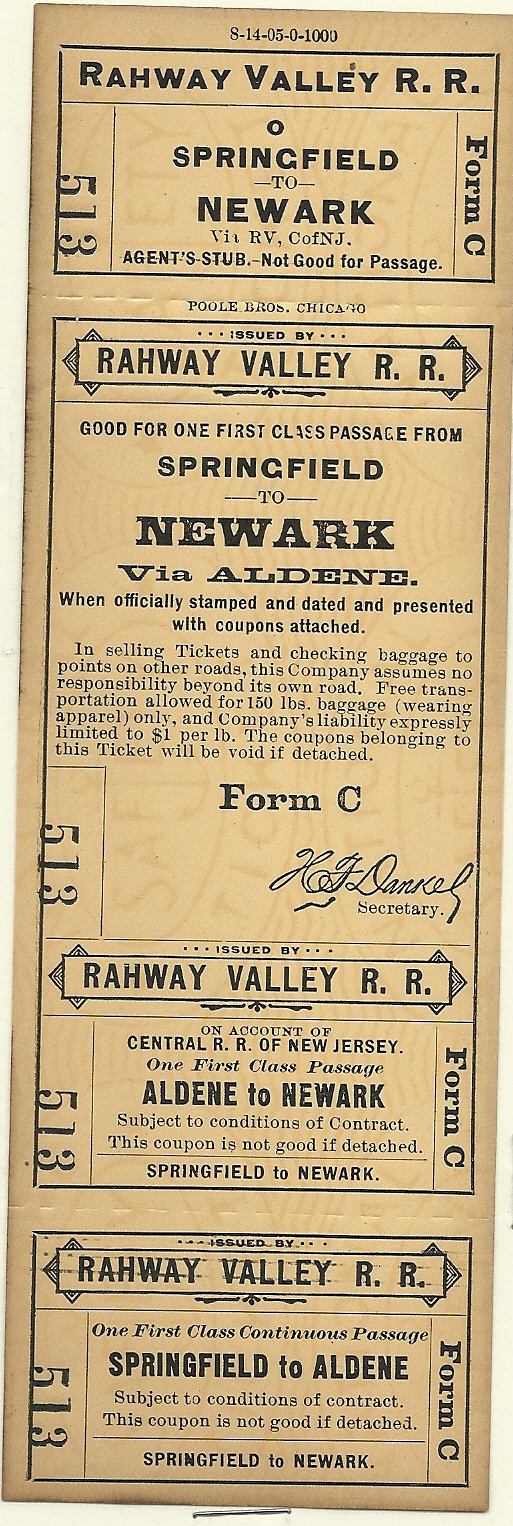 8-14-05-0-1000
RAHWAY VALLEY R. R.
O
SPRINGFIELD
—TO—
NEWARK
Via RV, CofNJ.
AGENT'S-STUB.-Not Good for Passage.
513
Form C
POOLE BROS. CHICAGO
···ISSUED BY···
RAHWAY VALLEY R. R.
GOOD FOR ONE FIRST CLASS PASSAGE FROM
SPRINGFIELD
—TO—
NEWARK
Via ALDENE.
When officially stamped and dated and presented
with coupons attached.
In selling Tickets and checking baggage to
points on other roads, this Company assumes no
responsibility beyond its own road. Free trans-
portation allowed for 150 lbs. baggage (wearing
apparel) only, and Company's liability expressly
limited to $1 per lb. The coupons belonging to
this Ticket will be void if detached.
Form C
513
H F Dankel
Secretary.
···ISSUED BY···
RAHWAY VALLEY R. R.
ON ACCOUNT OF
CENTRAL R. R. OF NEW JERSEY.
One First Class Passage
ALDENE to NEWARK
Subject to conditions of Contract.
This coupon is not good if detached.
SPRINGFIELD to NEWARK.
513
Form C
···ISSUED BY···
RAHWAY VALLEY R. R.
One First Class Continuous Passage
SPRINGFIELD to ALDENE
Subject to conditions of contract.
This coupon is not good if detached.
SPRINGFIELD to NEWARK.
513
Form C